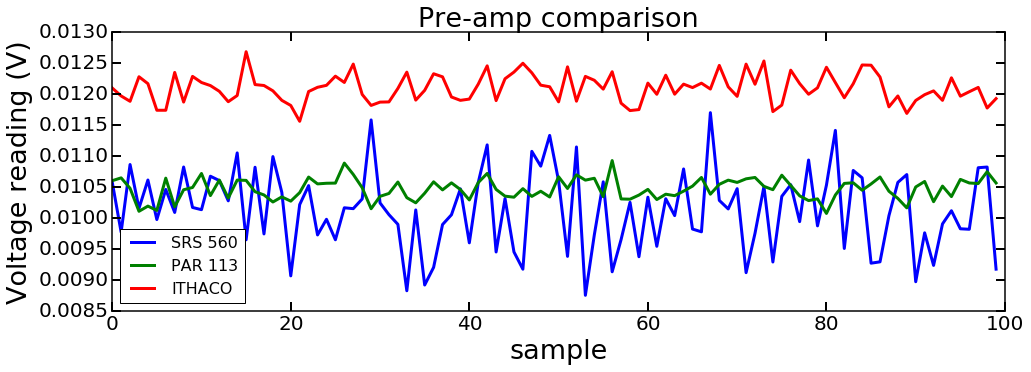 Pre-amp comparison
Voltage reading (V)
0.0130
0.0125
0.0120
0.0115
0.0110
0.0105
0.0100
0.0095
0.0090
0.0085
SRS 560
PAR 113
ITHACO
0 20 40 60 80 100
sample